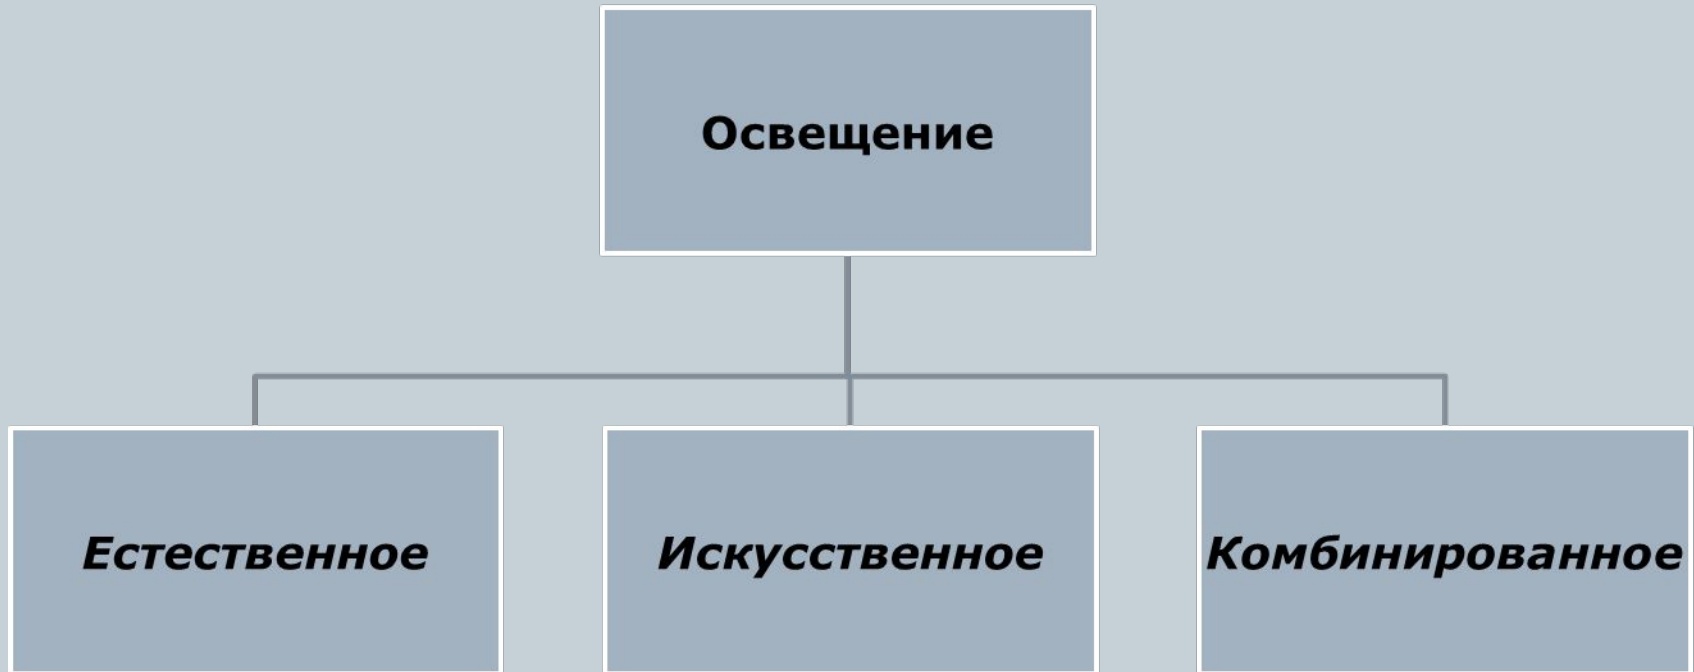 Освещение
Естественное
Искусственное
Комбинированное